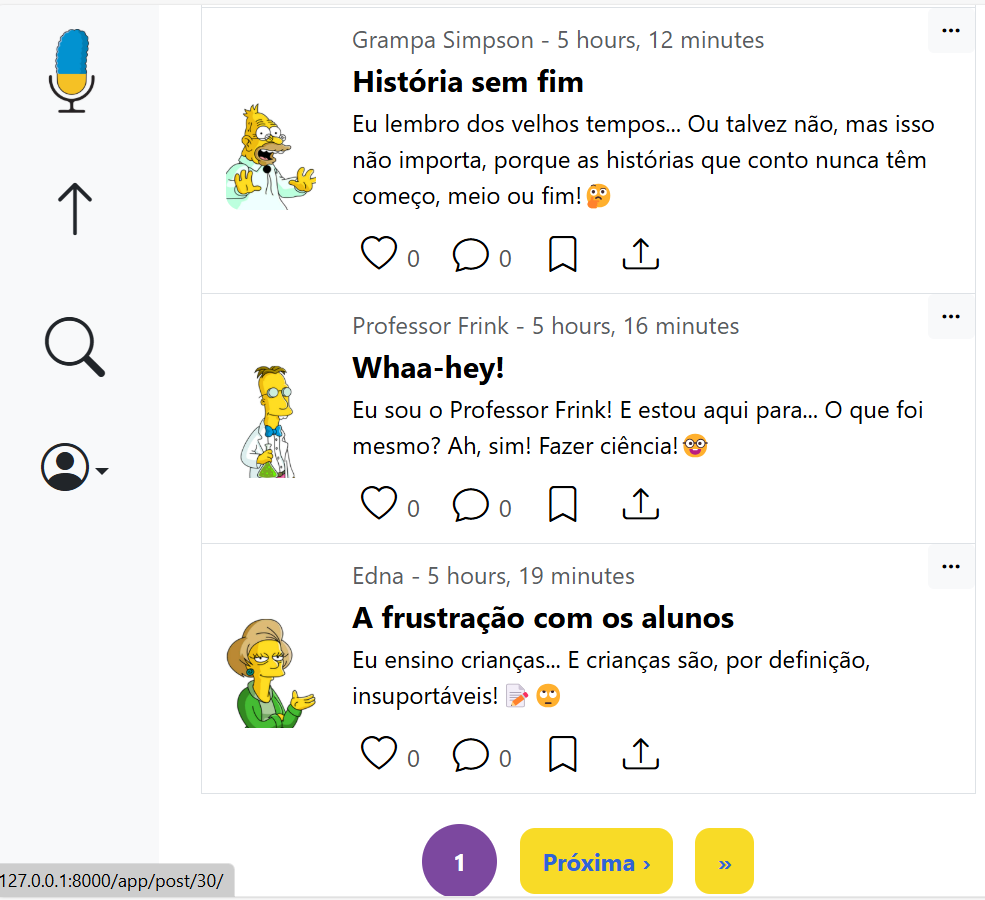 Grampa Simpson - 5 hours, 12 minutes
...
História sem fim
Eu lembro dos velhos tempos... Ou talvez não, mas isso
não importa, porque as histórias que conto nunca têm
começo, meio ou fim!🤔
0 0
Professor Frink - 5 hours, 16 minutes
...
Whaa-hey!
Eu sou o Professor Frink! E estou aqui para... O que foi
mesmo? Ah, sim! Fazer ciência!🤓
0 0
Edna - 5 hours, 19 minutes
...
A frustração com os alunos
Eu ensino crianças... E crianças são, por definição,
insuportáveis! 📝 🙄
0 0
1 Próxima › »
127.0.0.1:8000/app/post/30/